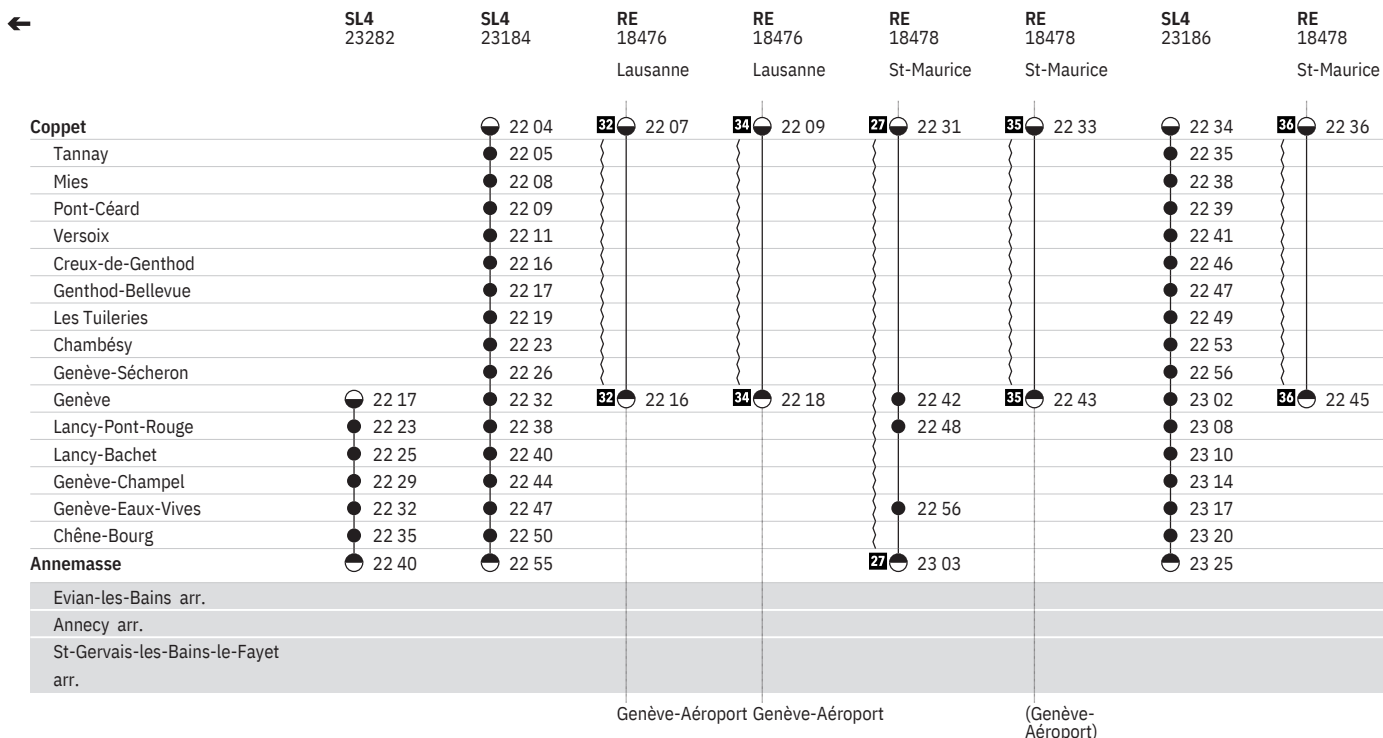 SL4 SL4 RE RE RE RE SL4 RE
23282 23184 18476 18476 18478 18478 23186 18478
Lausanne Lausanne St-Maurice St-Maurice St-Maurice
Coppet 22 04 32 22 07 34 22 09 27 22 31 35 22 33 22 34 36 22 36
Tannay 22 05 22 35
Mies 22 08 22 38
Pont-Céard 22 09 22 39
Versoix 22 11 22 41
Creux-de-Genthod 22 16 22 46
Genthod-Bellevue 22 17 22 47
Les Tuileries 22 19 22 49
Chambésy 22 23 22 53
Genève-Sécheron 22 26 22 56
Genève 22 17 22 32 32 22 16 34 22 18 22 42 35 22 43 23 02 36 22 45
Lancy-Pont-Rouge 22 23 22 38 22 48 23 08
Lancy-Bachet 22 25 22 40 23 10
Genève-Champel 22 29 22 44 23 14
Genève-Eaux-Vives 22 32 22 47 22 56 23 17
Chêne-Bourg 22 35 22 50 23 20
Annemasse 22 40 22 55 27 23 03 23 25
Evian-les-Bains arr.
Annecy arr.
St-Gervais-les-Bains-le-Fayet
arr.
Genève-Aéroport Genève-Aéroport (Genève-
Aéroport)